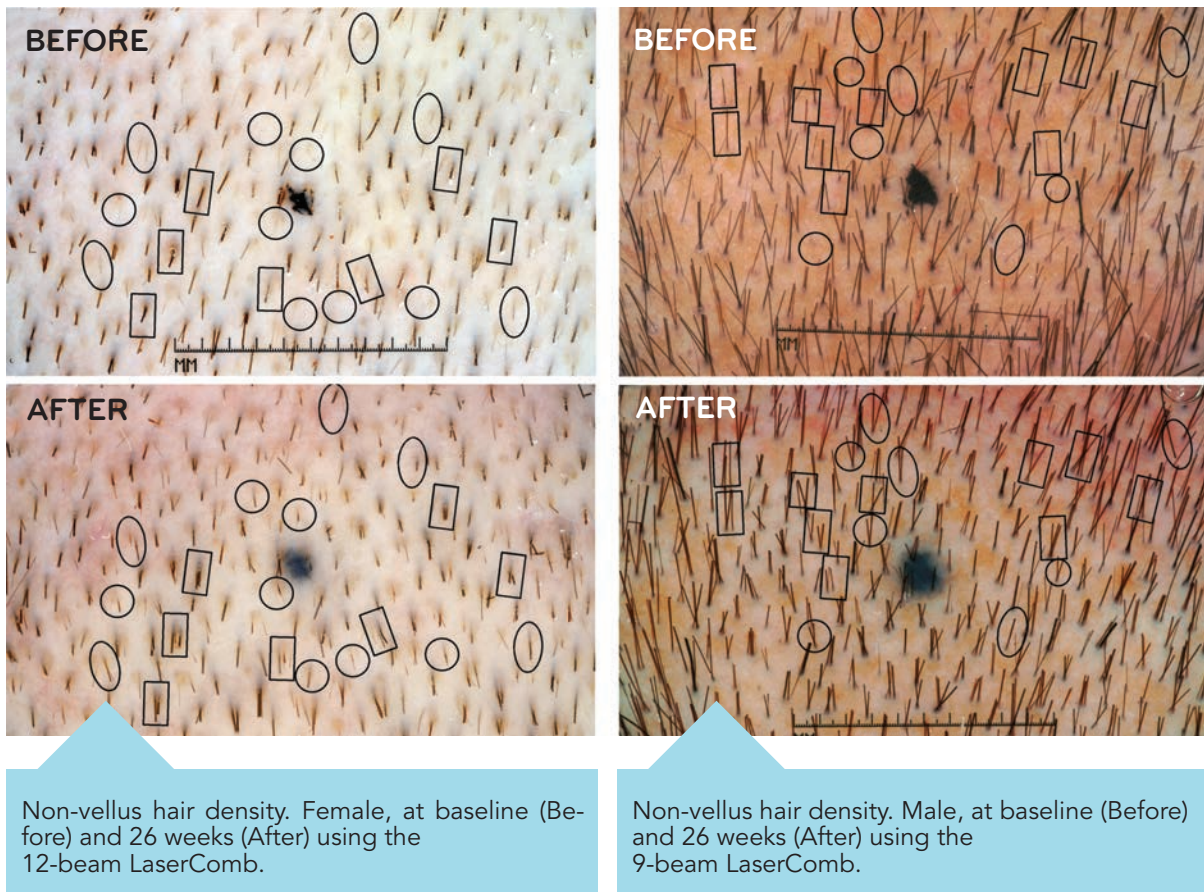 BEFORE
BEFORE
MM
MM
AFTER
AFTER
Non-vellus hair density. Female, at baseline (Be-
fore) and 26 weeks (After) using the
12-beam LaserComb.
Non-vellus hair density. Male, at baseline (Before)
and 26 weeks (After) using the
9-beam LaserComb.